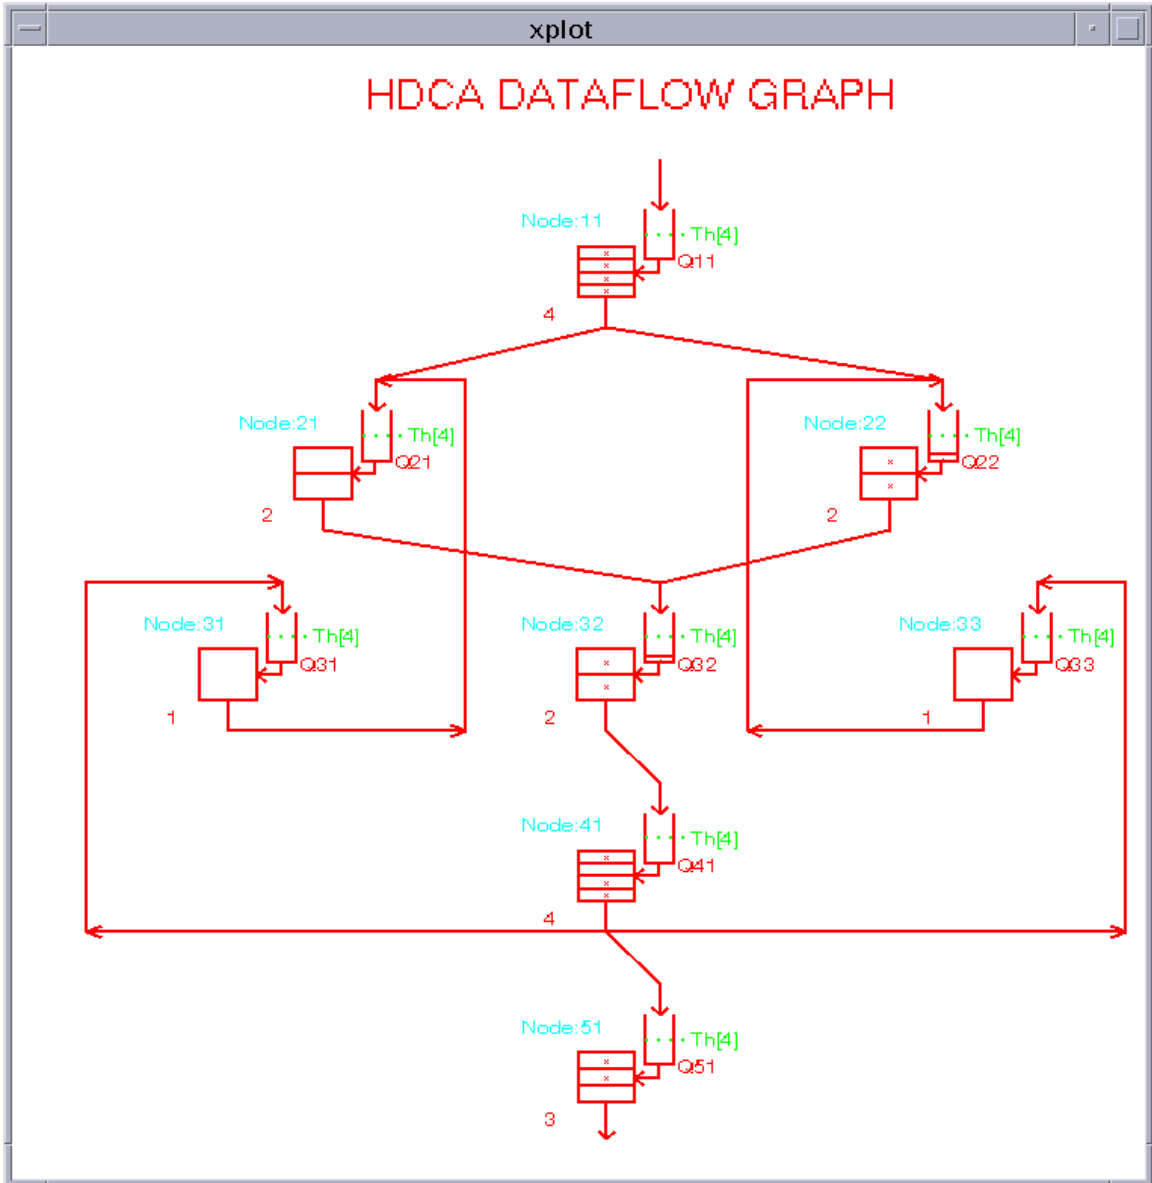 xplot
HDCA DATAFLOW GRAPH
Node:11
Th[4]
Q11
4
Node:21
Th[4]
Q21
2
Node:22
Th[4]
Q22
2
Node:31
Th[4]
Q31
1
Node:32
Th[4]
Q32
2
Node:33
Th[4]
Q33
1
Node:41
Th[4]
Q41
4
Node:51
Th[4]
Q51
3